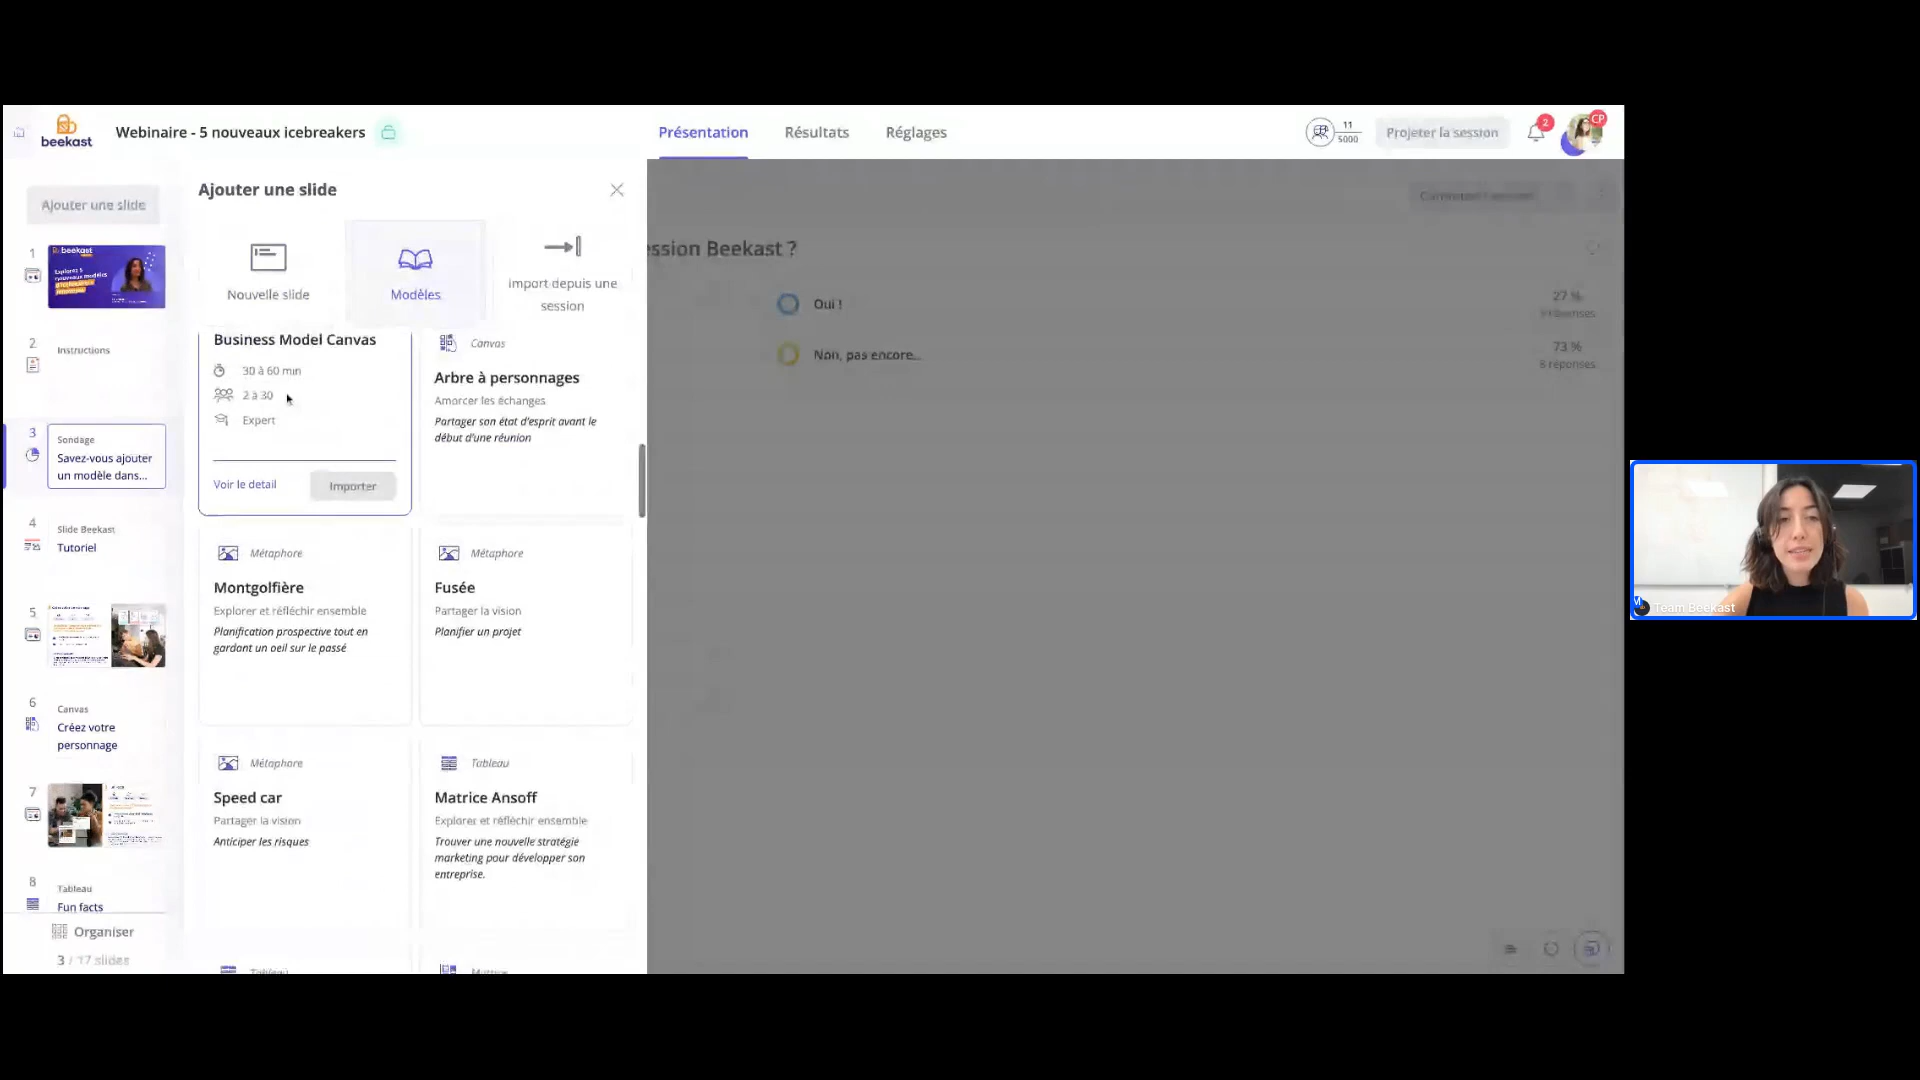 beekast
Webinaire - 5 nouveaux icebreakers
Présentation
Résultats
Réglages
11
5000
Projeter la session
2
CP
Ajouter une slide
1
beekast
2
Instructions
3
Sondage
Savez-vous ajouter
un modèle dans...
4
Slide Beekast
Tutoriel
5
6
Canvas
Créez votre
personnage
7
8
Tableau
Fun facts
Organiser
3 / 17 slides
Ajouter une slide
Nouvelle slide
Modèles
Import depuis une
session
Business Model Canvas
30 à 60 min
2 à 30
Expert
Voir le detail
Importer
Canvas
Arbre à personnages
Amorcer les échanges
Partager son état d'esprit avant le
début d'une réunion
Métaphore
Montgolfière
Explorer et réfléchir ensemble
Planification prospective tout en
gardant un oeil sur le passé
Métaphore
Fusée
Partager la vision
Planifier un projet
Métaphore
Speed car
Partager la vision
Anticiper les risques
Tableau
Matrice Ansoff
Explorer et réfléchir ensemble
Trouver une nouvelle stratégie
marketing pour développer son
entreprise.
Tableau
ession Beekast ?
Oui !
27 %
Non, pas encore...
73 %
8 réponses
Team Beekast